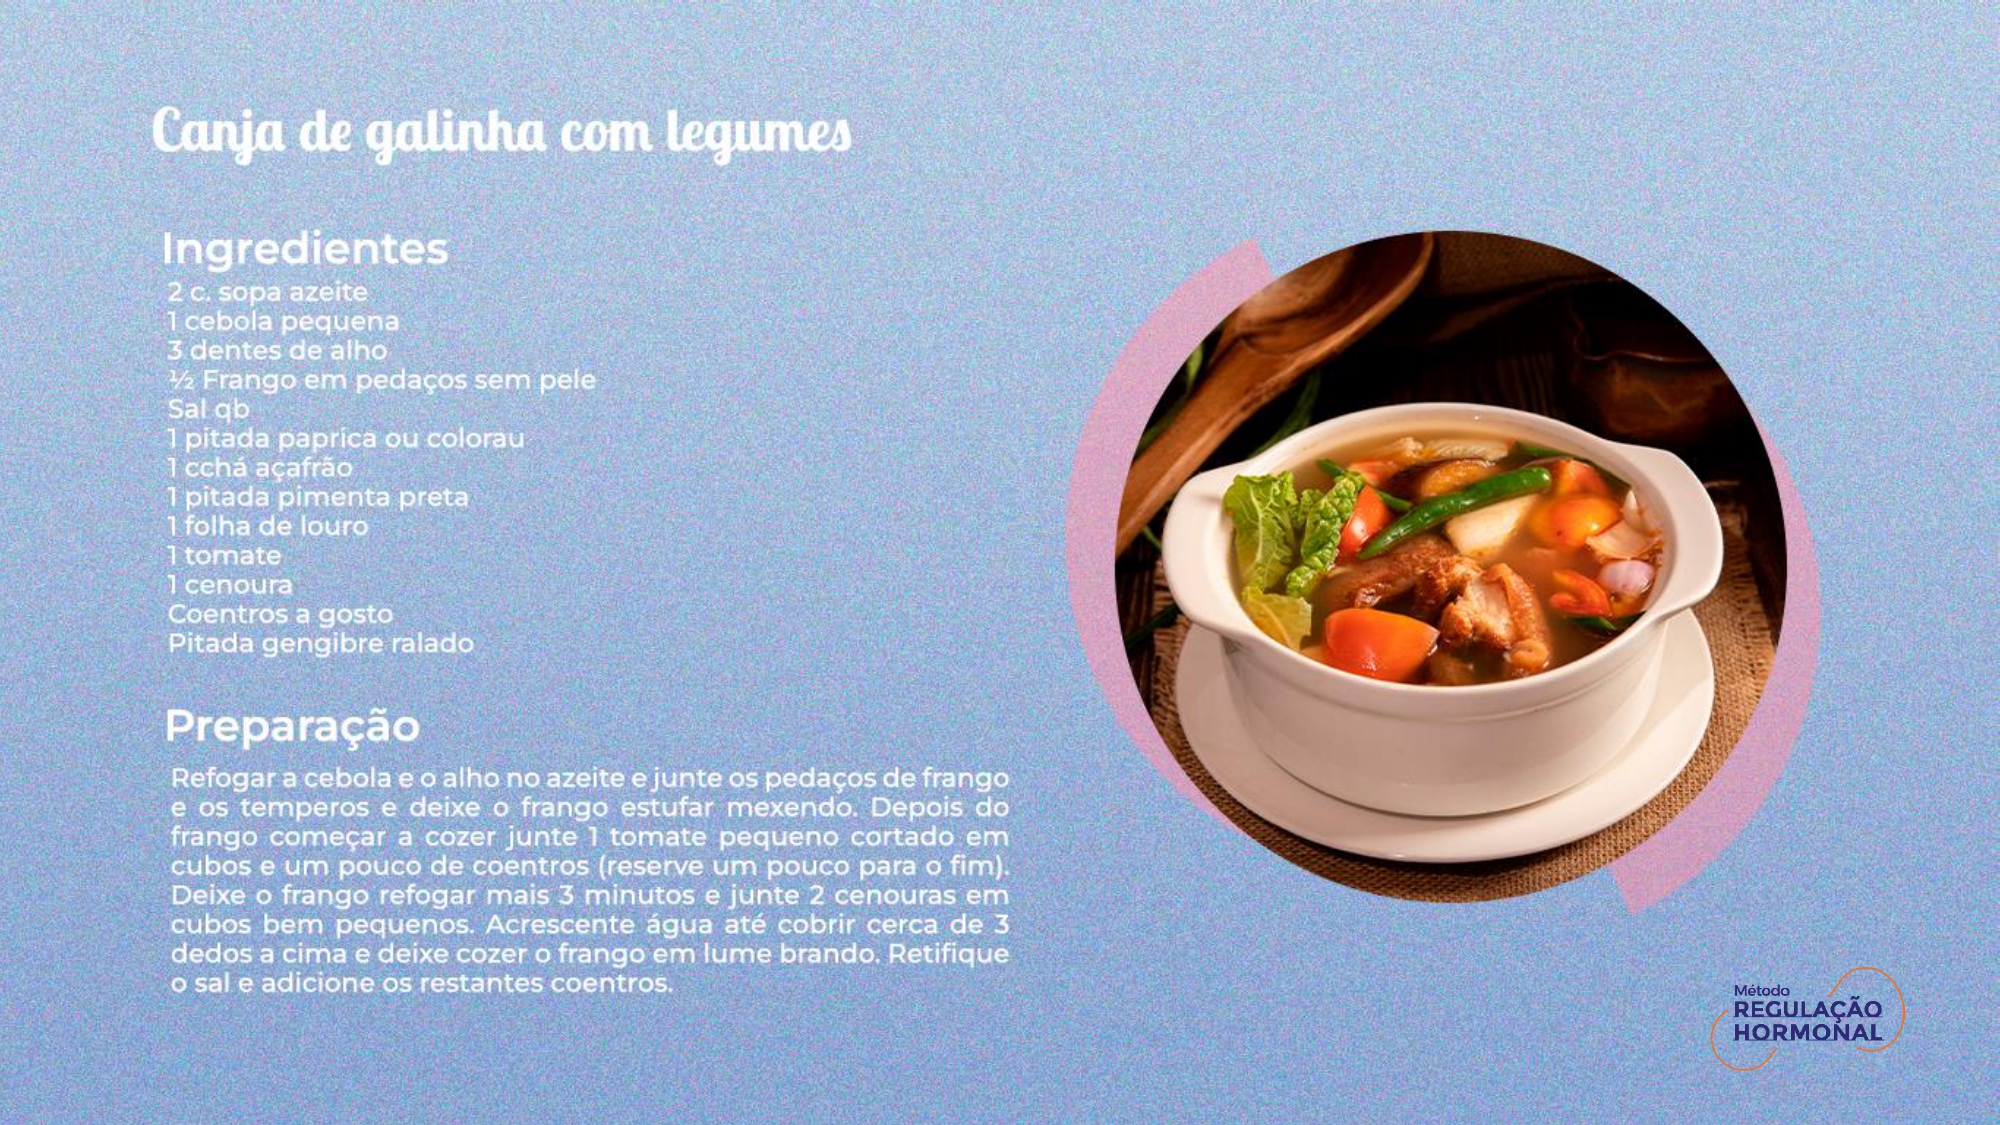 Canja de galinha com legumes
Ingredientes
2 c. sopa azeite
1 cebola pequena
3 dentes de alho
½ Frango em pedaços sem pele
Sal qb
1 pitada paprica ou colorau
1 cchá açafrão
1 pitada pimenta preta
1 folha de louro
1 tomate
1 cenoura
Coentros a gosto
Pitada gengibre ralado
Preparação
Refogar a cebola e o alho no azeite e junte os pedaços de frango
e os temperos e deixe o frango estufar mexendo. Depois do
frango começar a cozer junte 1 tomate pequeno cortado em
cubos e um pouco de coentros (reserve um pouco para o fim).
Deixe o frango refogar mais 3 minutos e junte 2 cenouras em
cubos bem pequenos. Acrescente água até cobrir cerca de 3
dedos a cima e deixe cozer o frango em lume brando. Retifique
o sal e adicione os restantes coentros.
Método
REGULAÇÃO
HORMONAL